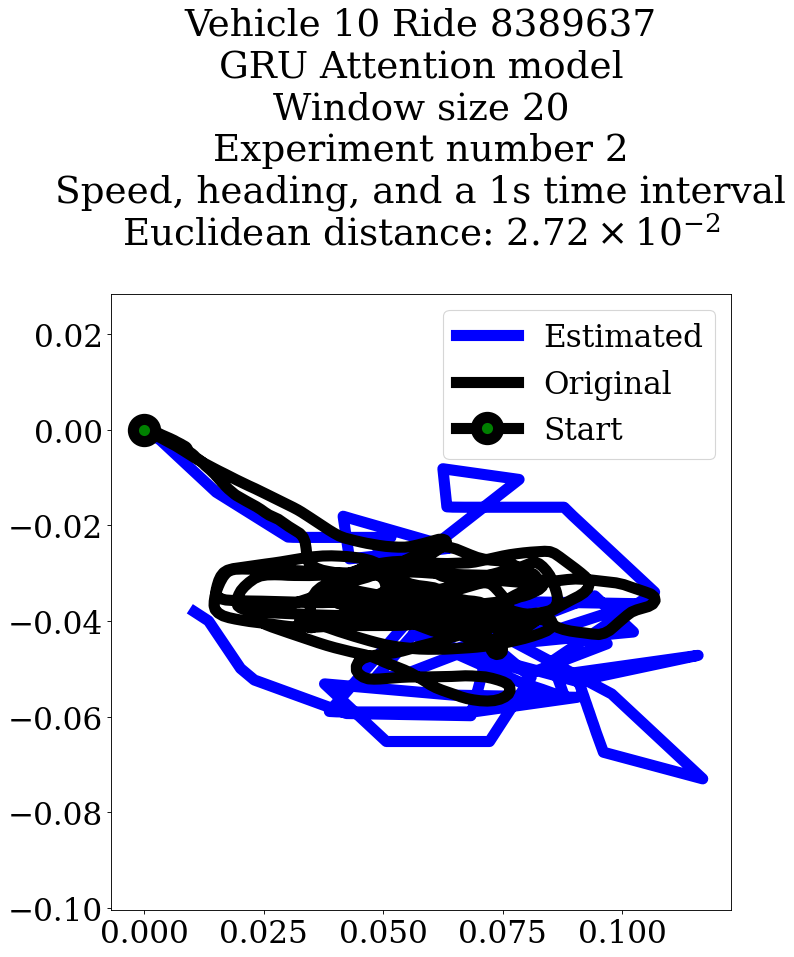 Vehicle 10 Ride 8389637
GRU Attention model
Window size 20
Experiment number 2
Speed, heading, and a 1s time interval
Euclidean distance: 2.72 × 10⁻²
Estimated
Original
Start
0.02
0.00
−0.02
−0.04
−0.06
−0.08
−0.10
0.000 0.025 0.050 0.075 0.100